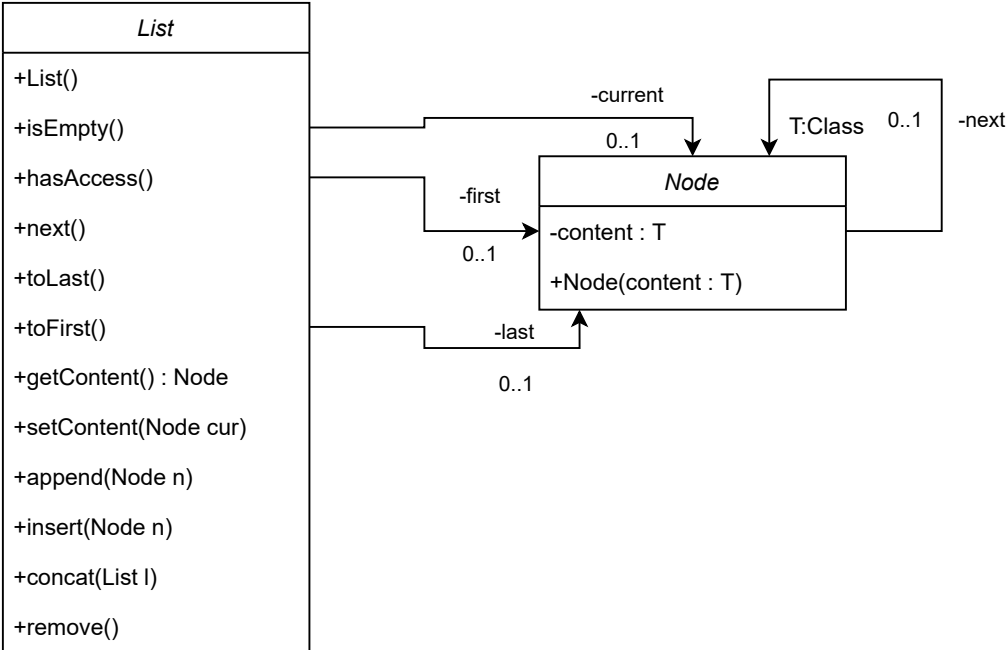 List
+List()
+isEmpty()
+hasAccess()
+next()
+toLast()
+toFirst()
+getContent() : Node
+setContent(Node cur)
+append(Node n)
+insert(Node n)
+concat(List l)
+remove()
-current
0..1
-first
0..1
-last
0..1
T:Class
0..1
-next
Node
-content : T
+Node(content : T)